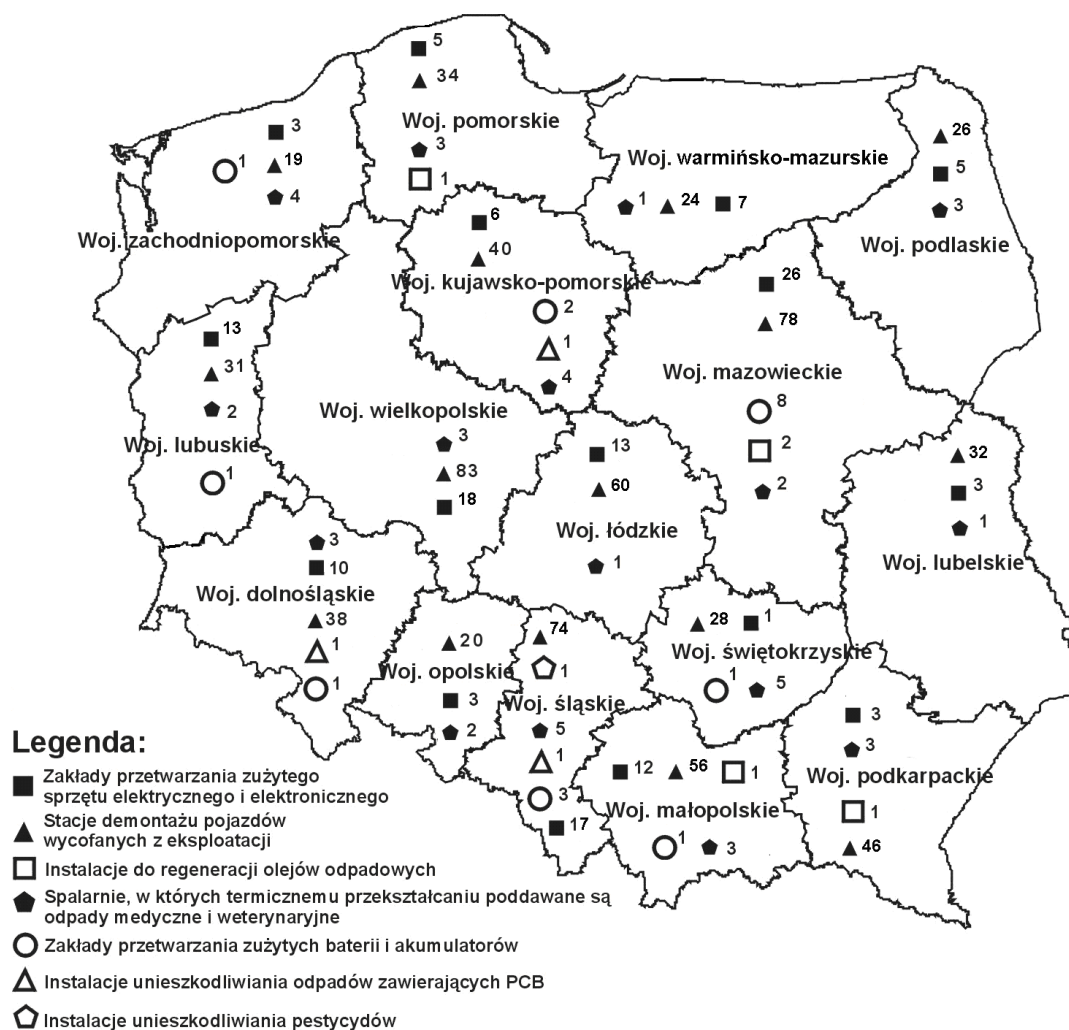 5
34
Woj. pomorskie
3
1
3
1
19
4
Woj. zachodniopomorskie
Woj. warmińsko-mazurskie
1
24
7
26
5
3
Woj. podlaskie
6
40
Woj. kujawsko-pomorskie
2
1
4
26
78
Woj. mazowieckie
8
2
2
13
31
2
Woj. lubuskie
1
Woj. wielkopolskie
3
83
18
13
60
Woj. łódzkie
1
32
3
1
Woj. lubelskie
3
10
Woj. dolnośląskie
38
1
1
20
Woj. opolskie
3
2
74
1
Woj. śląskie
5
1
3
17
28
1
Woj. świętokrzyskie
1
5
12
56
1
Woj. małopolskie
1
3
3
3
Woj. podkarpackie
1
46
Legenda:
Zakłady przetwarzania zużytego
sprzętu elektrycznego i elektronicznego
Stacje demontażu pojazdów
wycofanych z eksploatacji
Instalacje do regeneracji olejów odpadowych
Spalarnie, w których termicznemu przekształcaniu poddawane są
odpady medyczne i weterynaryjne
Zakłady przetwarzania zużytych baterii i akumulatorów
Instalacje unieszkodliwiania odpadów zawierających PCB
Instalacje unieszkodliwiania pestycydów